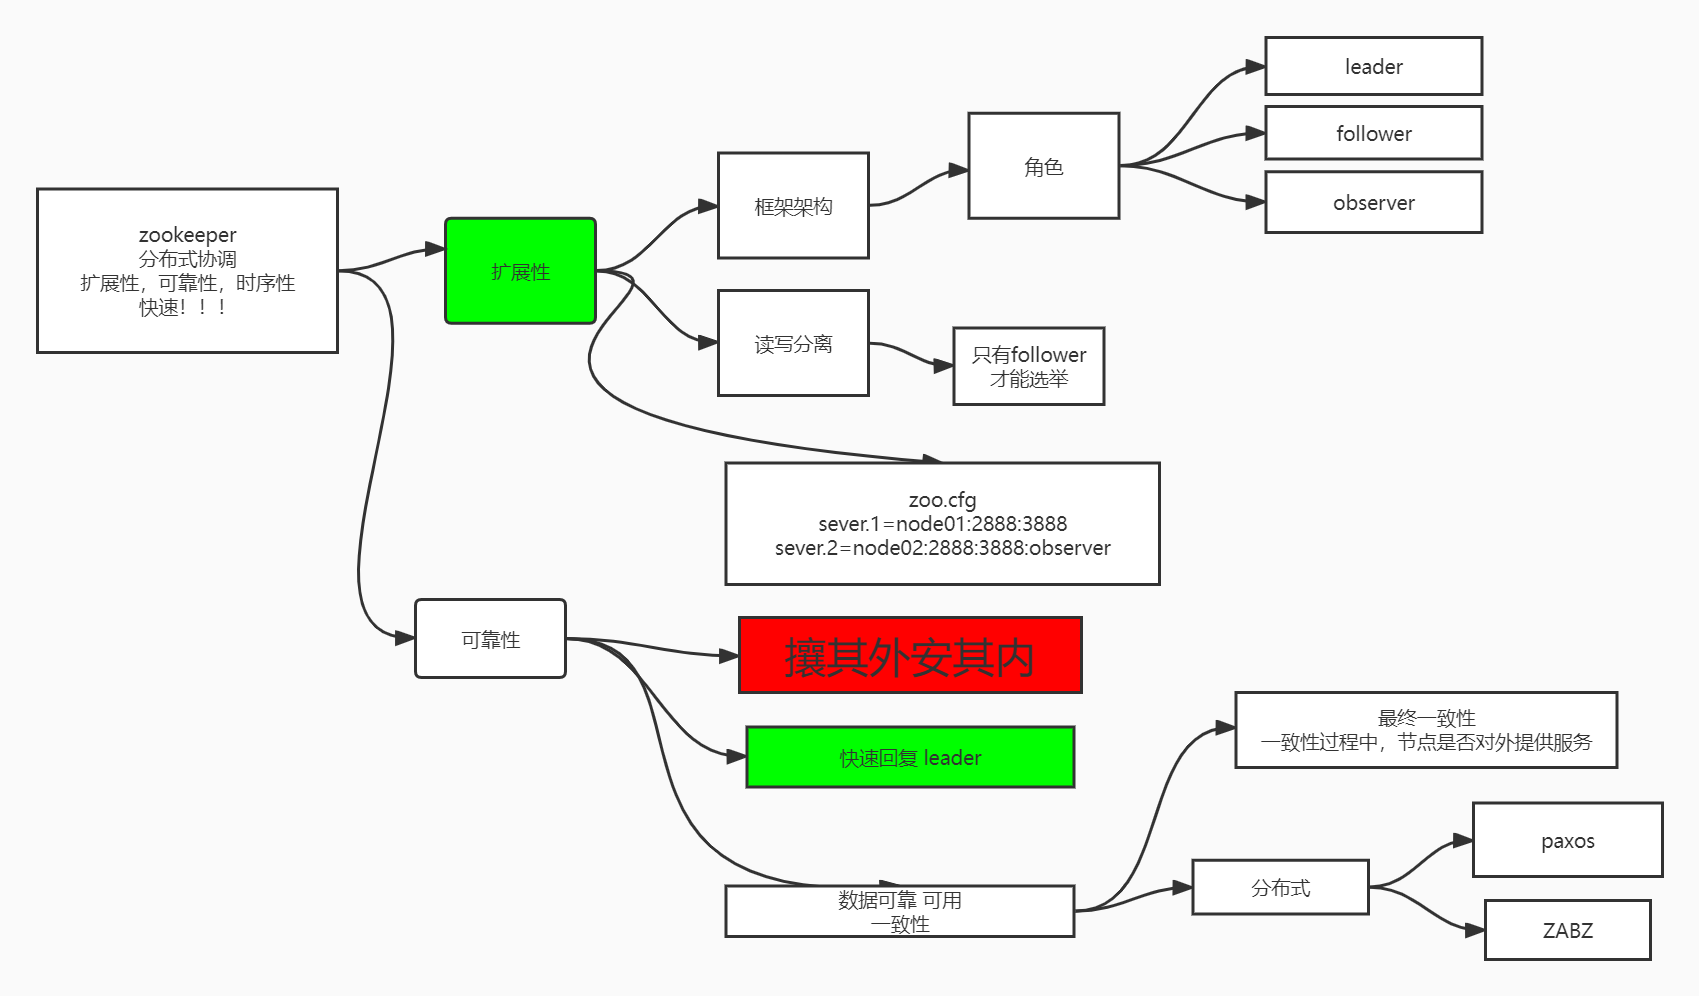 zookeeper
分布式协调
扩展性，可靠性，时序性
快速！！！
扩展性
框架架构
角色
leader
follower
observer
读写分离
只有follower
才能选举
zoo.cfg
sever.1=node01:2888:3888
sever.2=node02:2888:3888:observer
可靠性
攘其外安其内
快速回复 leader
数据可靠 可用
一致性
最终一致性
一致性过程中，节点是否对外提供服务
分布式
paxos
ZABZ